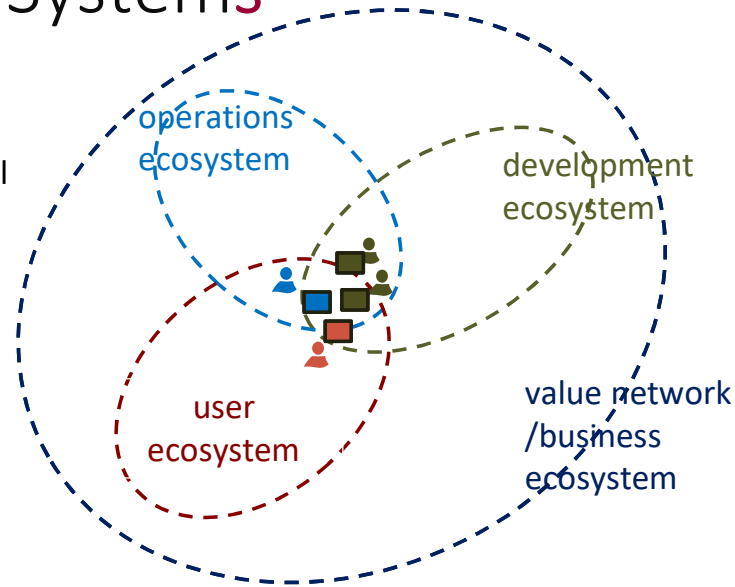 Systems
operations
ecosystem
l
development
ecosystem
user
ecosystem
value network
/business
ecosystem